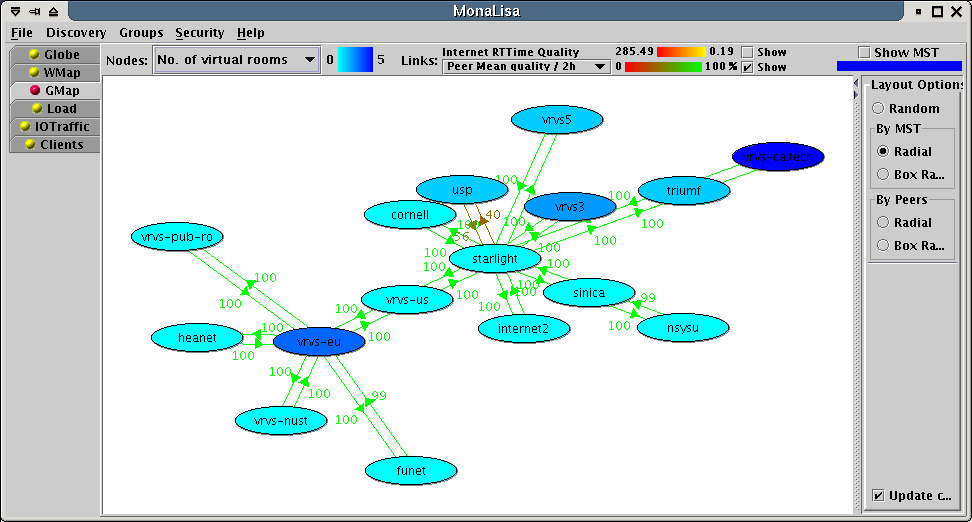 MonaLisa
File Discovery Groups Security Help
Globe
WMap
GMap
Load
IOTraffic
Clients
Nodes: No. of virtual rooms 0 5
Links: Internet RTTime Quality 285.49 0.19 Show
Peer Mean quality / 2h 0 100 % Show
Show MST
Layout Options
Random
By MST
Radial
Box Ra...
By Peers
Radial
Box Ra...
Update c...
vrvs5
vrvs-caltech
100
usp
triumf
100
cornell
40
vrvs3
100
56
100
100
vrvs-pub-ro
100
100
100
starlight
100
100
100
100
sinica
100
100
99
vrvs-us
100
100
100
100
internet2
100
nsysu
100
heanet
100
vrvs-eu
100
100
100
99
vrvs-nust
100
funet